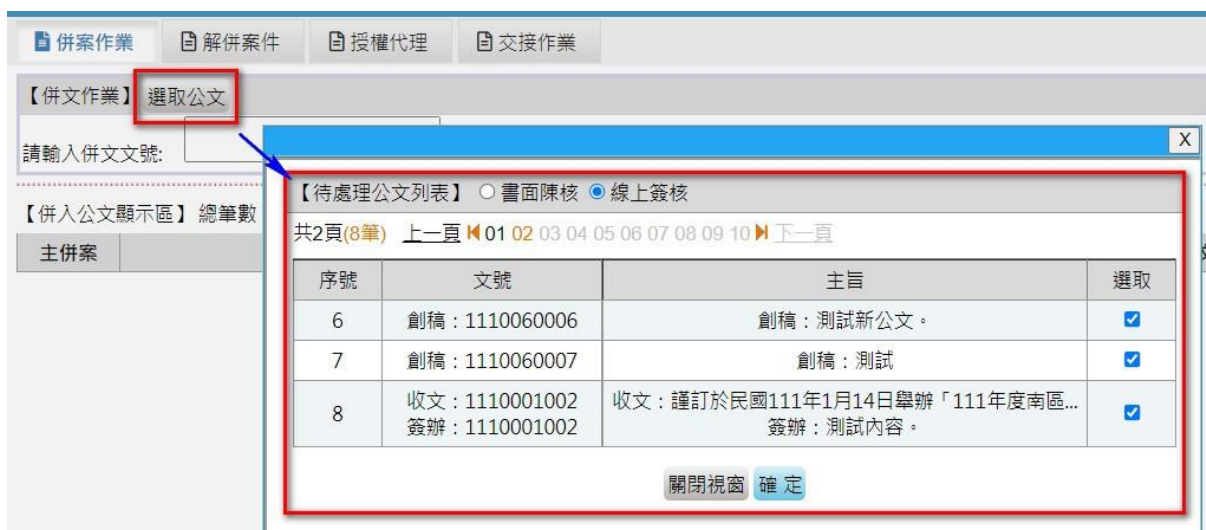 併案作業 解併案件 授權代理 交接作業
【併文作業】 選取公文
請輸入併文文號:
X
【待處理公文列表】 書面陳核 線上簽核
【併入公文顯示區】 總筆數
共2頁(8筆) 上一頁 01 02 03 04 05 06 07 08 09 10 下一頁
主併案
序號 文號 主旨 選取
6 創稿：1110060006 創稿：測試新公文。
7 創稿：1110060007 創稿：測試
8 收文：1110001002 收文：謹訂於民國111年1月14日舉辦「111年度南區...
簽辦：1110001002 簽辦：測試內容。
關閉視窗 確定